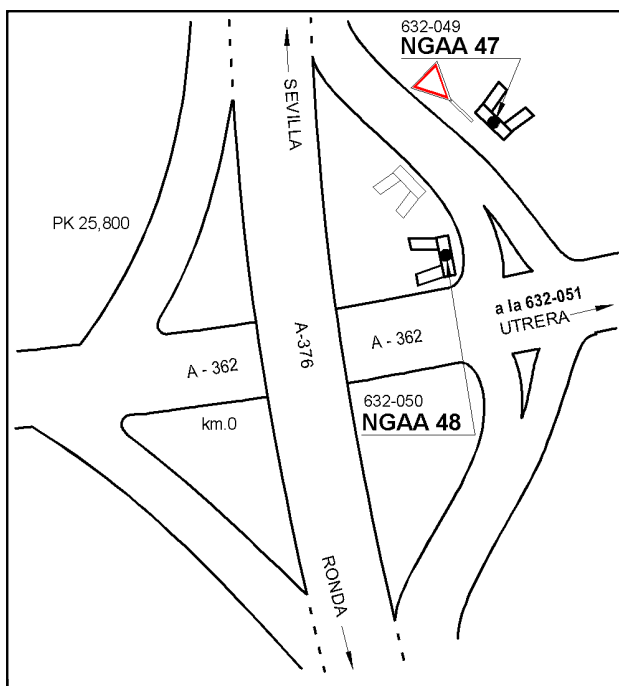 632-049
NGAA 47
SEVILLA
PK 25,800
a la 632-051
UTRERA
A-376
A - 362
A - 362
632-050
NGAA 48
km.0
RONDA